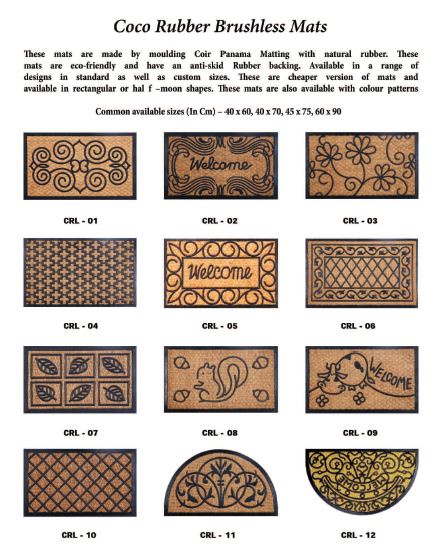 Coco Rubber Brushless Mats
These mats are made by moulding Coir Panama Matting with natural rubber. These
mats are eco-friendly and have an anti-skid Rubber backing. Available in a range of
designs in standard as well as custom sizes. These are cheaper version of mats and
available in rectangular or hal f –moon shapes. These mats are also available with colour patterns
Common available sizes (In Cm) – 40 x 60, 40 x 70, 45 x 75, 60 x 90
Welcome
CRL - 01 CRL - 02 CRL - 03
Welcome
CRL - 04 CRL - 05 CRL - 06
WELCOME
CRL - 07 CRL - 08 CRL - 09
CRL - 10 CRL - 11 CRL - 12